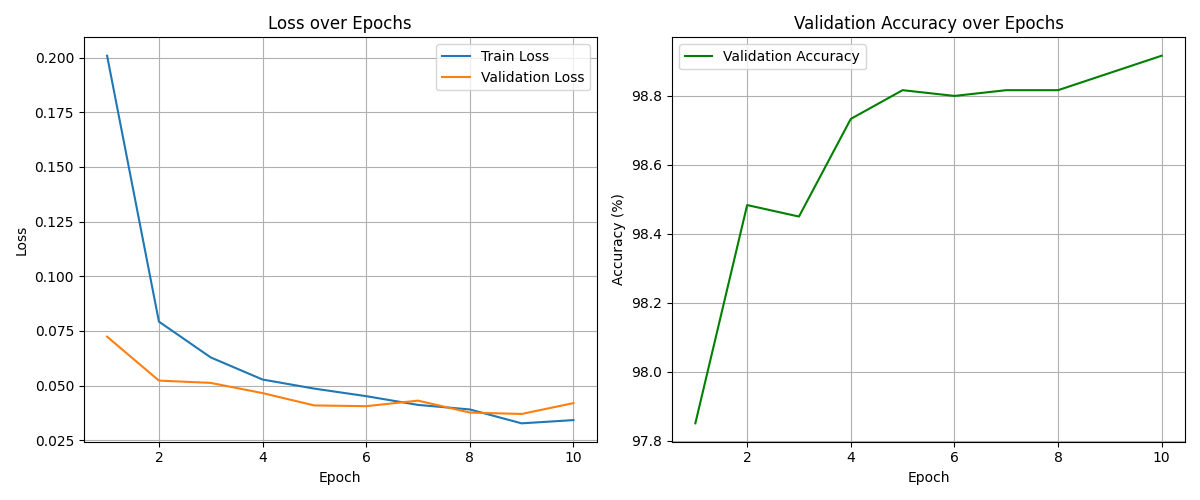 Loss over Epochs
Train Loss
Validation Loss
0.200
0.175
0.150
0.125
0.100
0.075
0.050
0.025
Loss
2 4 6 8 10
Epoch
Validation Accuracy over Epochs
Validation Accuracy
98.8
98.6
98.4
98.2
98.0
97.8
Accuracy (%)
2 4 6 8 10
Epoch